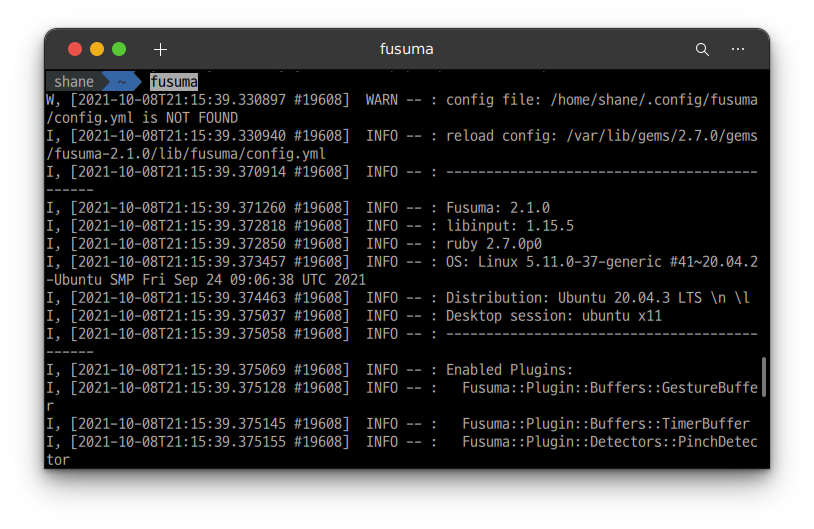 fusuma
shane ~ fusuma
W, [2021-10-08T21:15:39.330897 #19608]  WARN -- : config file: /home/shane/.config/fusuma
/config.yml is NOT FOUND
I, [2021-10-08T21:15:39.330940 #19608]  INFO -- : reload config: /var/lib/gems/2.7.0/gems
/fusuma-2.1.0/lib/fusuma/config.yml
I, [2021-10-08T21:15:39.370914 #19608]  INFO -- : ---------------------------------------
------
I, [2021-10-08T21:15:39.371260 #19608]  INFO -- : Fusuma: 2.1.0
I, [2021-10-08T21:15:39.372818 #19608]  INFO -- : libinput: 1.15.5
I, [2021-10-08T21:15:39.372850 #19608]  INFO -- : ruby 2.7.0p0
I, [2021-10-08T21:15:39.373457 #19608]  INFO -- : OS: Linux 5.11.0-37-generic #41~20.04.2
-Ubuntu SMP Fri Sep 24 09:06:38 UTC 2021
I, [2021-10-08T21:15:39.374463 #19608]  INFO -- : Distribution: Ubuntu 20.04.3 LTS \n \l
I, [2021-10-08T21:15:39.375037 #19608]  INFO -- : Desktop session: ubuntu x11
I, [2021-10-08T21:15:39.375058 #19608]  INFO -- : ---------------------------------------
------
I, [2021-10-08T21:15:39.375069 #19608]  INFO -- : Enabled Plugins:
I, [2021-10-08T21:15:39.375128 #19608]  INFO -- :   Fusuma::Plugin::Buffers::GestureBuffe
r
I, [2021-10-08T21:15:39.375145 #19608]  INFO -- :   Fusuma::Plugin::Buffers::TimerBuffer
I, [2021-10-08T21:15:39.375155 #19608]  INFO -- :   Fusuma::Plugin::Detectors::PinchDetec
tor